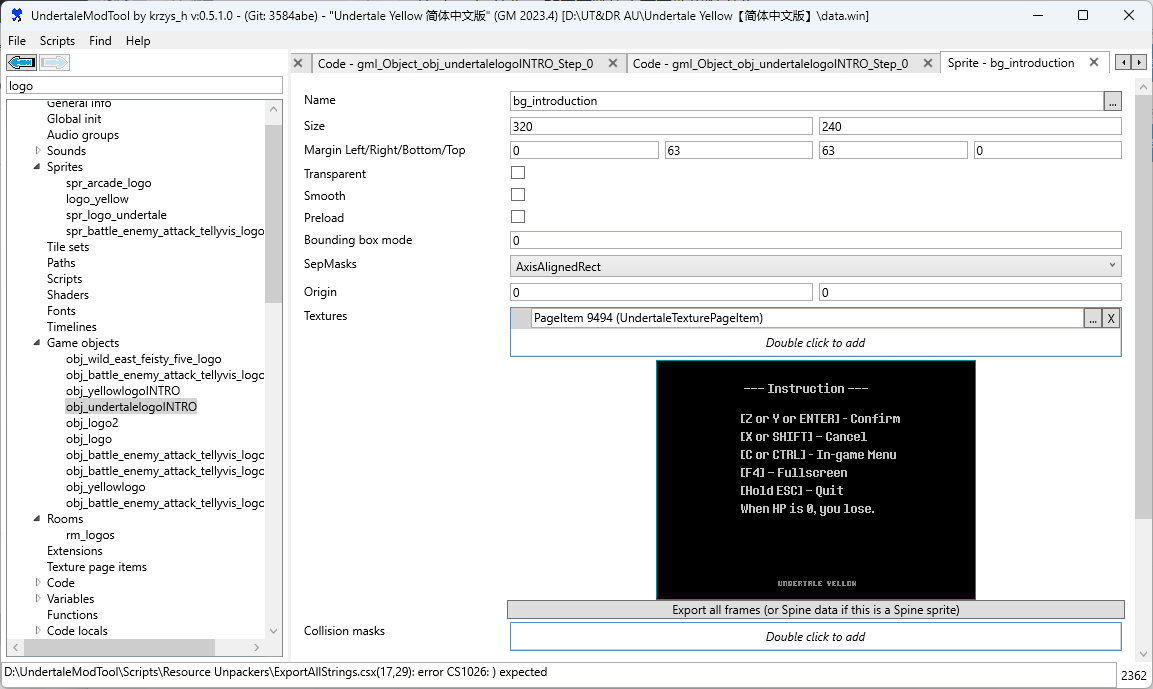 UndertaleModTool by krzys_h v:0.5.1.0 - (Git: 3584abe) - "Undertale Yellow 简体中文版" (GM 2023.4) [D:\UT&DR AU\Undertale Yellow【简体中文版】\data.win]
File Scripts Find Help
Code - gml_Object_obj_undertalelogoINTRO_Step_0 Code - gml_Object_obj_undertalelogoINTRO_Step_0 Sprite - bg_introduction
logo
General info
Global init
Audio groups
Sounds
Sprites
spr_arcade_logo
logo_yellow
spr_logo_undertale
spr_battle_enemy_attack_tellyvis_logo
Tile sets
Paths
Scripts
Shaders
Fonts
Timelines
Game objects
obj_wild_east_feisty_five_logo
obj_battle_enemy_attack_tellyvis_logo
obj_yellowlogoINTRO
obj_undertalelogoINTRO
obj_logo2
obj_logo
obj_battle_enemy_attack_tellyvis_logo
obj_battle_enemy_attack_tellyvis_logo
obj_yellowlogo
obj_battle_enemy_attack_tellyvis_logo
Rooms
rm_logos
Extensions
Texture page items
Code
Variables
Functions
Code locals
Name bg_introduction ...
Size 320 240
Margin Left/Right/Bottom/Top 0 63 63 0
Transparent
Smooth
Preload
Bounding box mode 0
SepMasks AxisAlignedRect
Origin 0 0
Textures PageItem 9494 (UndertaleTexturePageItem) ... X
Double click to add
--- Instruction ---
[Z or Y or ENTER] - Confirm
[X or SHIFT] - Cancel
[C or CTRL] - In-game Menu
[F4] - Fullscreen
[Hold ESC] - Quit
When HP is 0, you lose.
UNDERTALE YELLOW
Export all frames (or Spine data if this is a Spine sprite)
Collision masks Double click to add
D:\UndertaleModTool\Scripts\Resource Unpackers\ExportAllStrings.csx(17,29): error CS1026: ) expected 2362